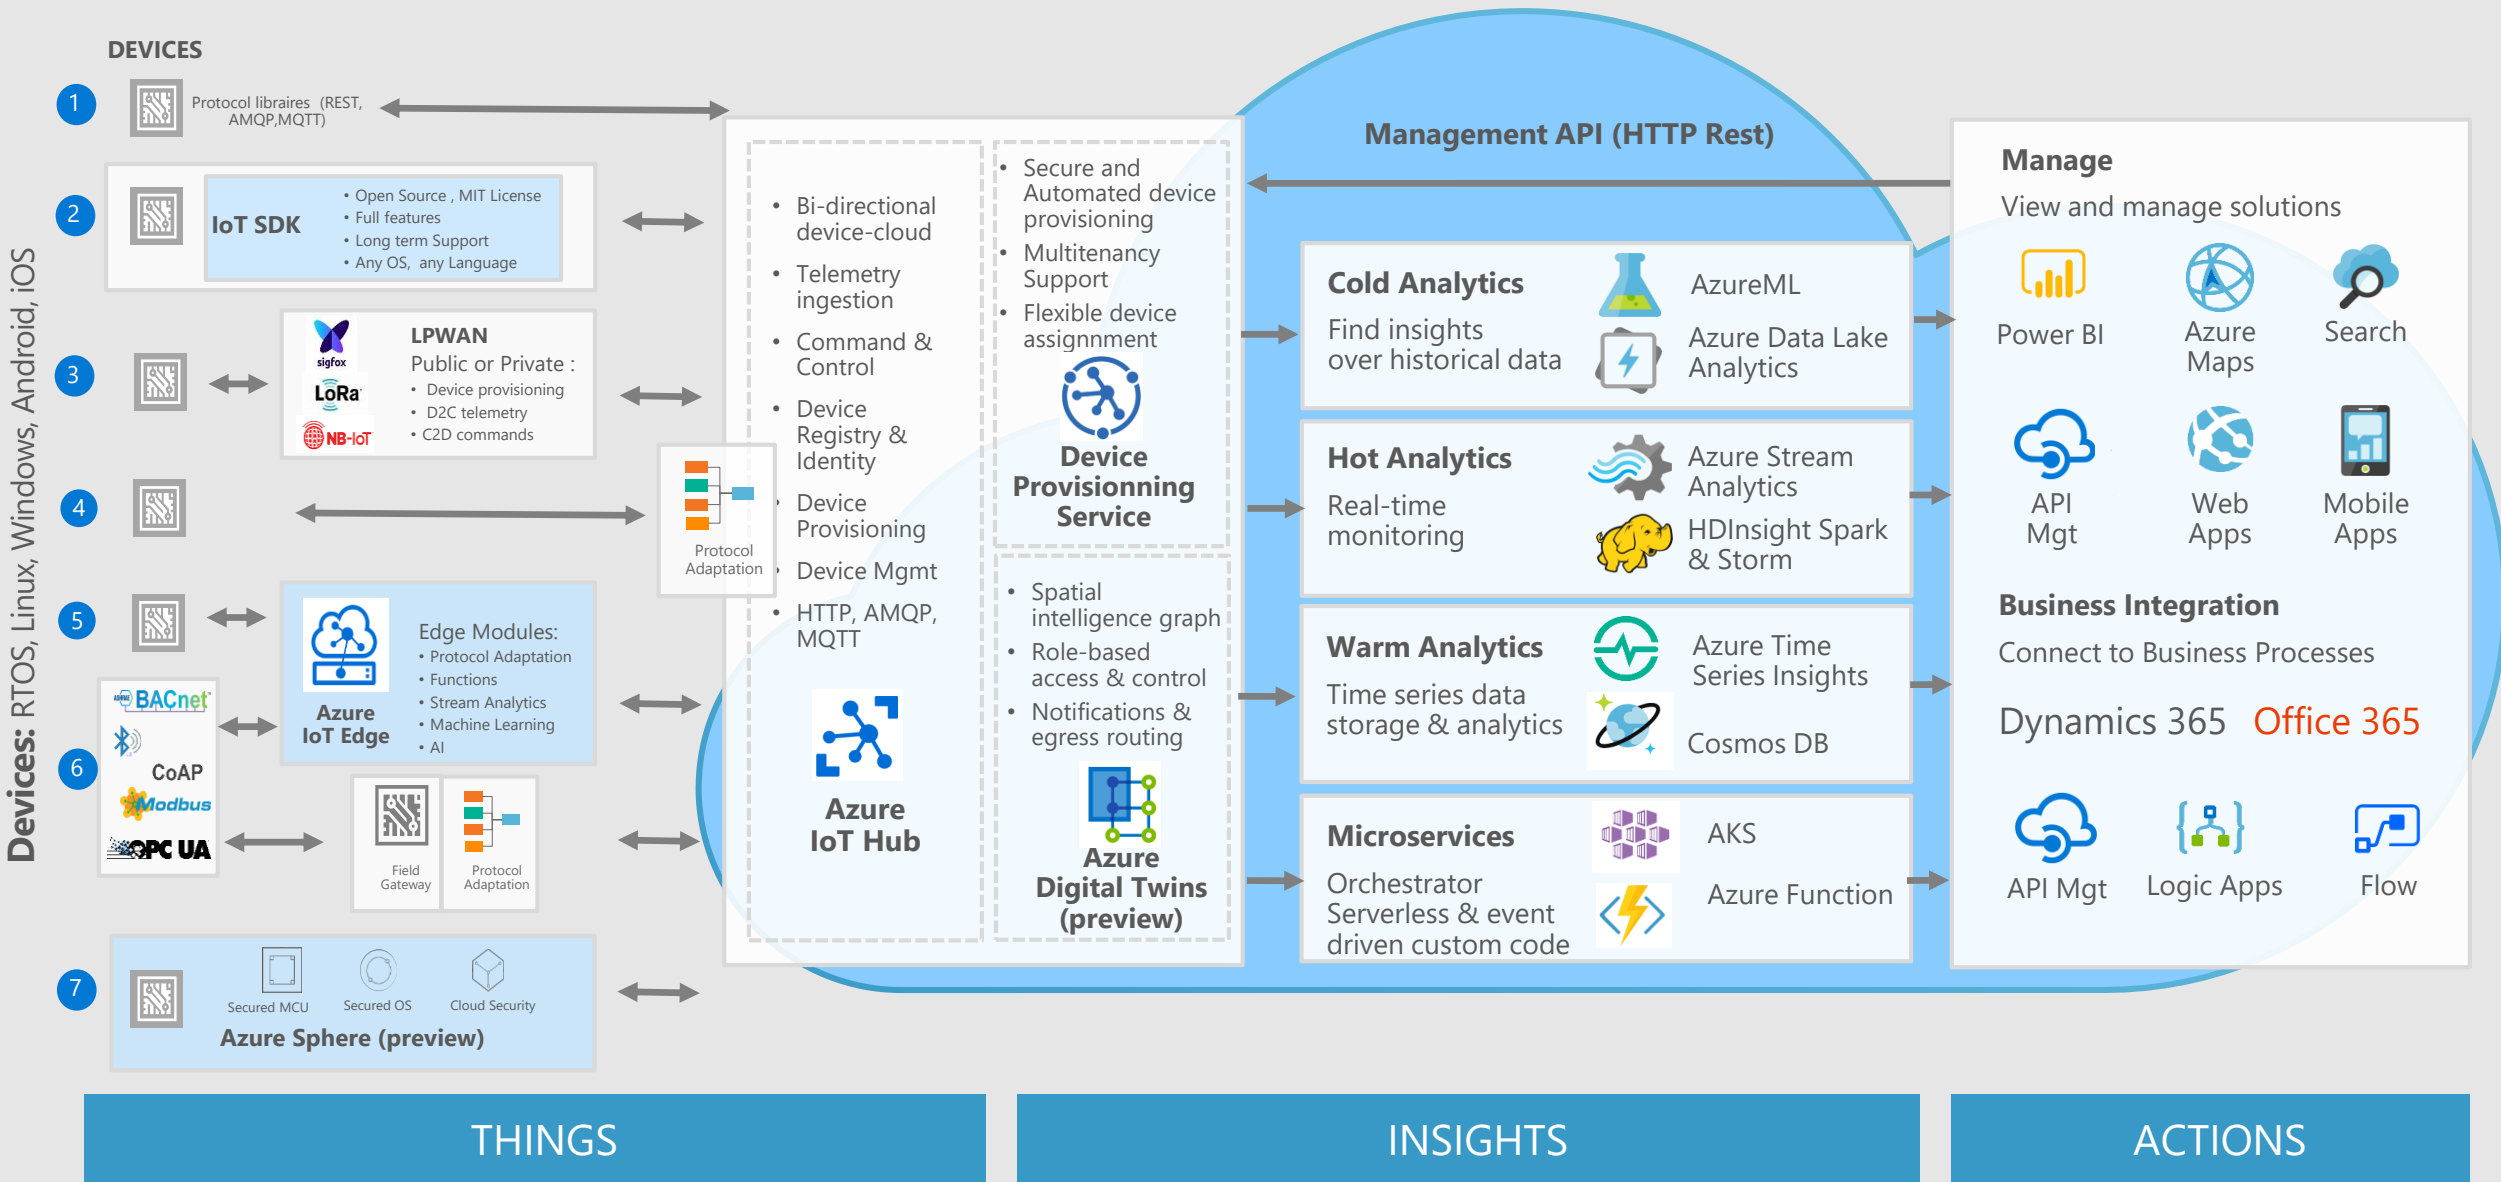 DEVICES
1
Protocol libraires (REST,
AMQP,MQTT)
2
IoT SDK
• Open Source , MIT License
• Full features
• Long term Support
• Any OS, any Language
3
sigfox
LoRa
NB-IoT
LPWAN
Public or Private :
• Device provisioning
• D2C telemetry
• C2D commands
4
Protocol
Adaptation
5
Azure
IoT Edge
Edge Modules:
• Protocol Adaptation
• Functions
• Stream Analytics
• Machine Learning
• AI
6
ASHRAE BACnet™
CoAP
Modbus
OPC UA
Field
Gateway
Protocol
Adaptation
7
Secured MCU
Secured OS
Cloud Security
Azure Sphere (preview)
Devices: RTOS, Linux, Windows, Android, iOS
• Bi-directional
device-cloud
• Telemetry
ingestion
• Command &
Control
• Device
Registry &
Identity
• Device
Provisioning
• Device Mgmt
• HTTP, AMQP,
MQTT
Azure
IoT Hub
• Secure and
Automated device
provisioning
• Multitenancy
Support
• Flexible device
assignnment
Device
Provisionning
Service
• Spatial
intelligence graph
• Role-based
access & control
• Notifications &
egress routing
Azure
Digital Twins
(preview)
Management API (HTTP Rest)
Cold Analytics
Find insights
over historical data
AzureML
Azure Data Lake
Analytics
Hot Analytics
Real-time
monitoring
Azure Stream
Analytics
HDInsight Spark
& Storm
Warm Analytics
Time series data
storage & analytics
Azure Time
Series Insights
Cosmos DB
Microservices
Orchestrator
Serverless & event
driven custom code
AKS
Azure Function
Manage
View and manage solutions
Power BI
Azure
Maps
Search
API
Mgt
Web
Apps
Mobile
Apps
Business Integration
Connect to Business Processes
Dynamics 365 Office 365
API Mgt
Logic Apps
Flow
THINGS
INSIGHTS
ACTIONS